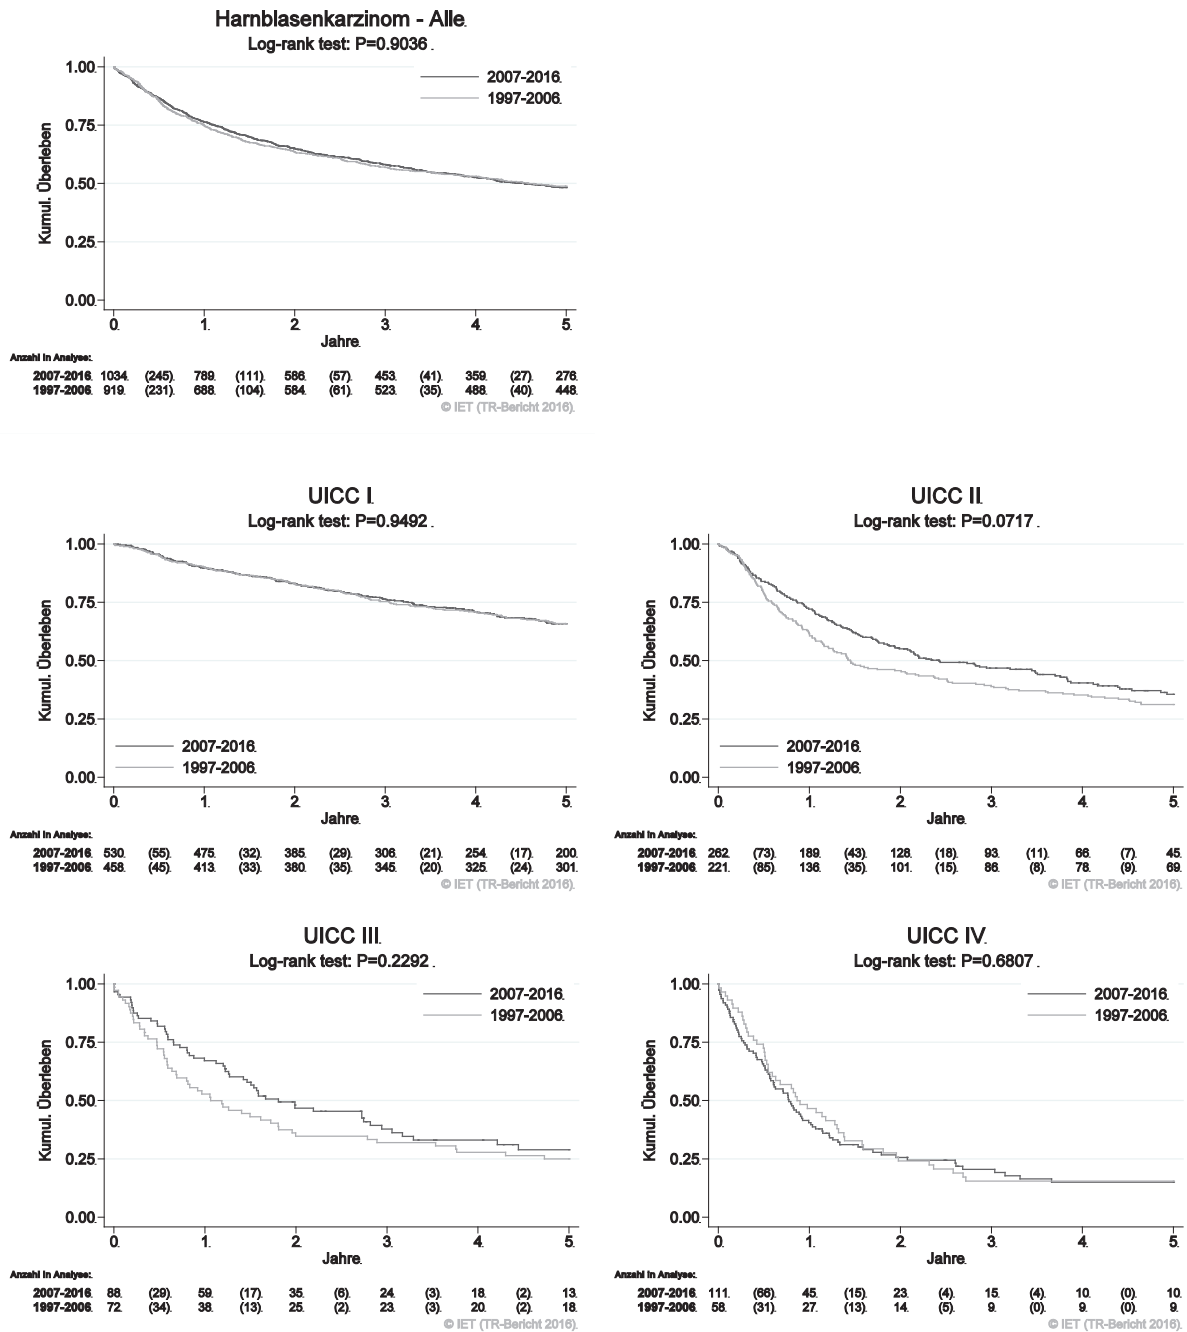 Harnblasenkarzinom - Alle.
Log-rank test: P=0.9036 .
2007-2016.
1997-2006.
Kumul. Überleben
1.00.
0.75.
0.50.
0.25.
0.00.
0. 1. 2. 3. 4. 5.
Jahre.
Anzahl in Analyse:.
2007-2016. 1034. (245). 789. (111). 586. (57). 453. (41). 359. (27). 276.
1997-2006. 919. (231). 688. (104). 584. (61). 523. (35). 488. (40). 448.
© IET (TR-Bericht 2016).
UICC I.
Log-rank test: P=0.9492 .
Kumul. Überleben
1.00.
0.75.
0.50.
0.25.
0.00.
2007-2016.
1997-2006.
0. 1. 2. 3. 4. 5.
Jahre.
Anzahl in Analyse:.
2007-2016. 530. (55). 475. (32). 385. (29). 306. (21). 254. (17). 200.
1997-2006. 458. (45). 413. (33). 380. (35). 345. (20). 325. (24). 301.
© IET (TR-Bericht 2016).
UICC II.
Log-rank test: P=0.0717 .
Kumul. Überleben
1.00.
0.75.
0.50.
0.25.
0.00.
2007-2016.
1997-2006.
0. 1. 2. 3. 4. 5.
Jahre.
Anzahl in Analyse:.
2007-2016. 262. (73). 189. (43). 128. (18). 93. (11). 66. (7). 45.
1997-2006. 221. (85). 136. (35). 101. (15). 86. (8). 78. (9). 69.
© IET (TR-Bericht 2016).
UICC III.
Log-rank test: P=0.2292 .
2007-2016.
1997-2006.
Kumul. Überleben
1.00.
0.75.
0.50.
0.25.
0.00.
0. 1. 2. 3. 4. 5.
Jahre.
Anzahl in Analyse:.
2007-2016. 88. (29). 59. (17). 35. (6). 24. (3). 18. (2). 13.
1997-2006. 72. (34). 38. (13). 25. (2). 23. (3). 20. (2). 18.
© IET (TR-Bericht 2016).
UICC IV.
Log-rank test: P=0.6807 .
2007-2016.
1997-2006.
Kumul. Überleben
1.00.
0.75.
0.50.
0.25.
0.00.
0. 1. 2. 3. 4. 5.
Jahre.
Anzahl in Analyse:.
2007-2016. 111. (66). 45. (15). 23. (4). 15. (4). 10. (0). 10.
1997-2006. 58. (31). 27. (13). 14. (5). 9. (0). 9. (0). 9.
© IET (TR-Bericht 2016).